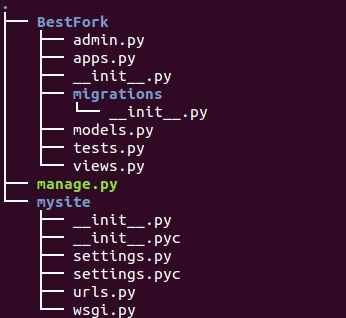 .
BestFork
admin.py
apps.py
__init__.py
migrations
__init__.py
models.py
tests.py
views.py
manage.py
mysite
__init__.py
__init__.pyc
settings.py
settings.pyc
urls.py
wsgi.py